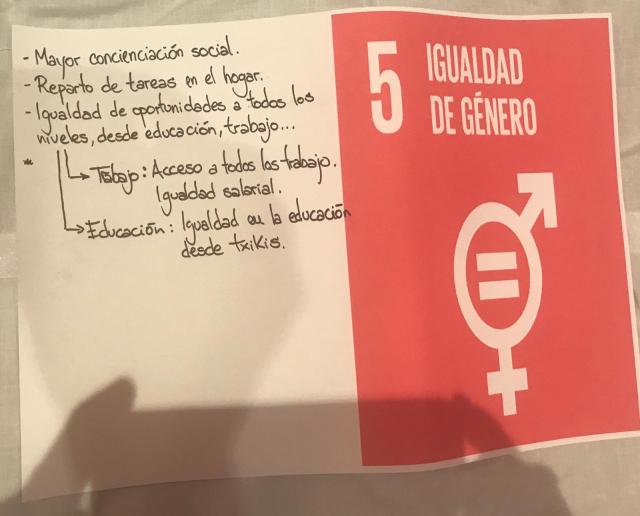 - Mayor concienciación social.
- Reparto de tareas en el hogar.
- Igualdad de oportunidades a todos los
niveles, desde educación, trabajo...
Tabajo: Acceso a todos los trabajo.
Igualdad salarial.
Educación: Igualdad en la educación
desde txikis.
5 IGUALDAD
DE GÉNERO